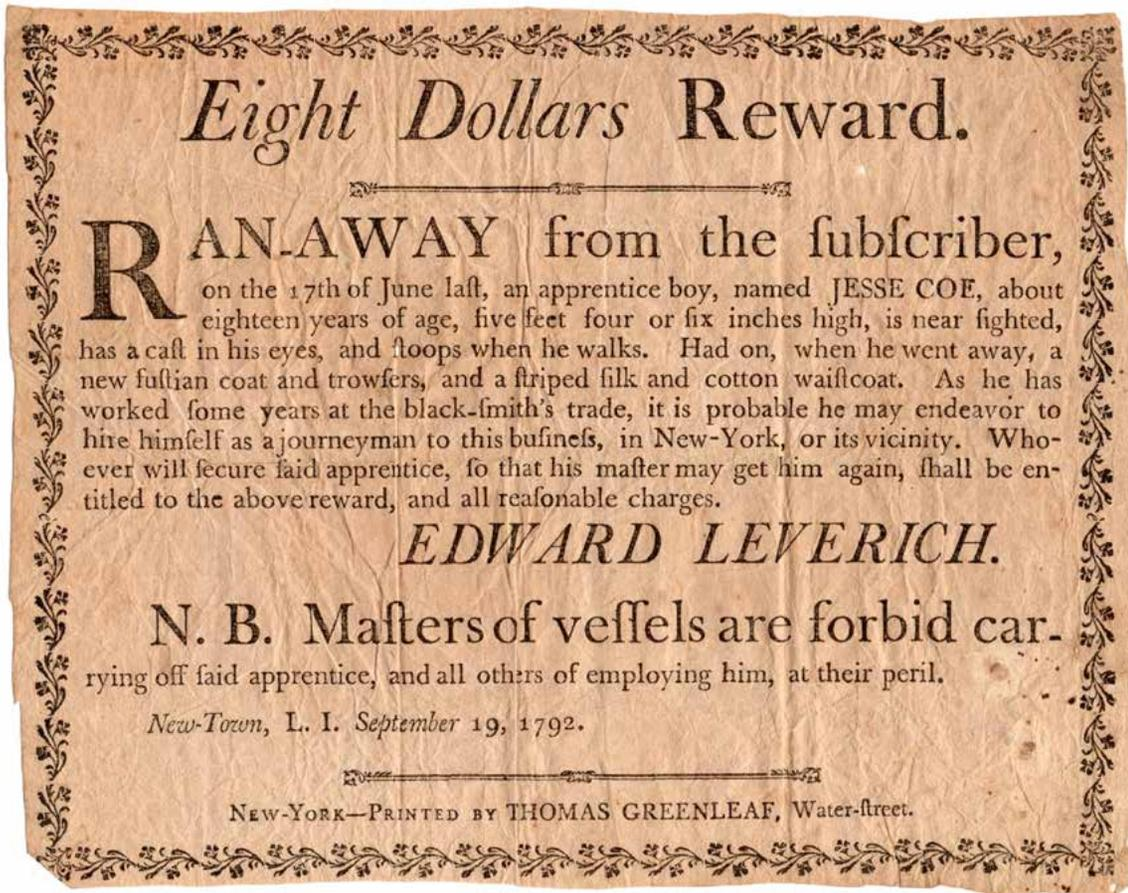 Eight Dollars Reward.
RAN-AWAY from the ſubſcriber,
on the 17th of June laſt, an apprentice boy, named JESSE COE, about
eighteen years of age, five feet four or ſix inches high, is near ſighted,
has a caſt in his eyes, and ſtoops when he walks. Had on, when he went away, a
new fuſtian coat and trowſers, and a ſtriped ſilk and cotton waiſtcoat. As he has
worked ſome years at the black-ſmith's trade, it is probable he may endeavor to
hire himſelf as a journeyman to this buſineſs, in New-York, or its vicinity. Who-
ever will ſecure ſaid apprentice, ſo that his maſter may get him again, ſhall be en-
titled to the above reward, and all reaſonable charges.
EDWARD LEVERICH.
N. B. Maſters of veſſels are forbid car-
rying off ſaid apprentice, and all others of employing him, at their peril.
New-Town, L. I. September 19, 1792.
NEW-YORK—PRINTED BY THOMAS GREENLEAF, Water-ſtreet.